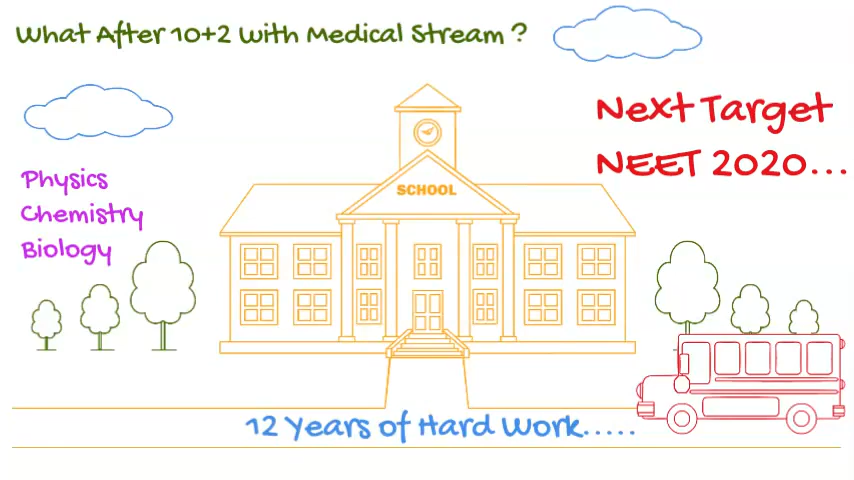 What After 10+2 With Medical Stream ?
Next Target
NEET 2020...
Physics
Chemistry
Biology
SCHOOL
12 Years of Hard Work.....